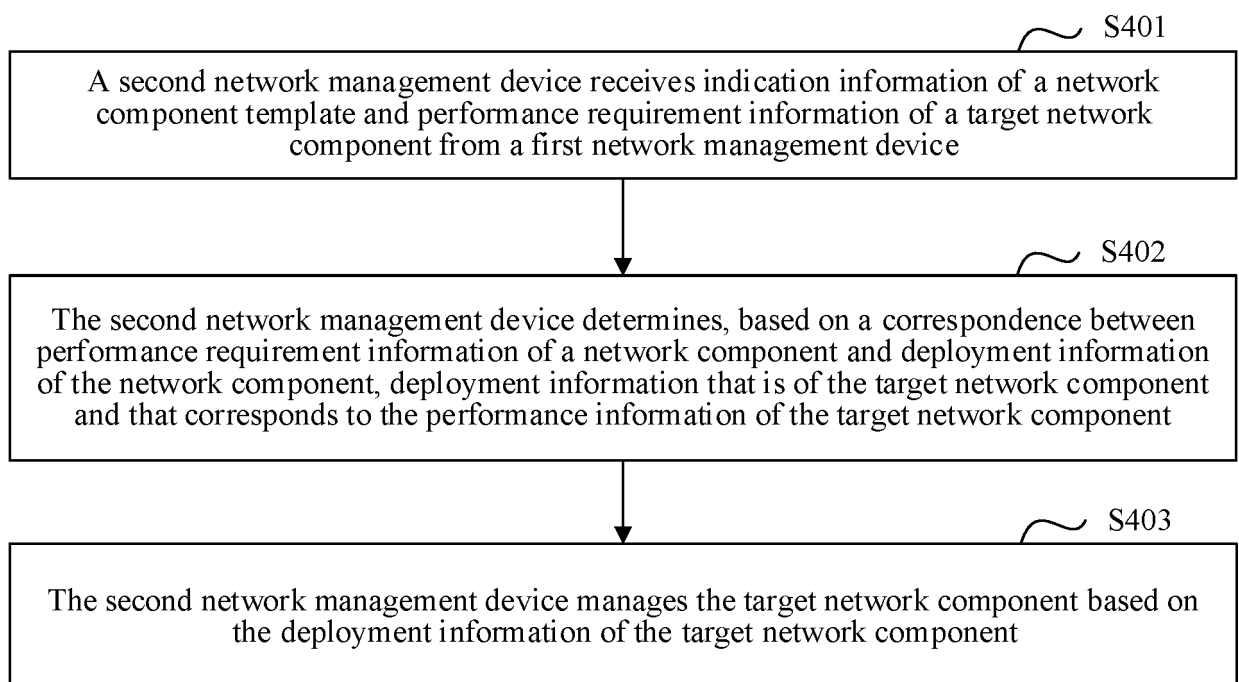 S401
A second network management device receives indication information of a network
component template and performance requirement information of a target network
component from a first network management device
S402
The second network management device determines, based on a correspondence between
performance requirement information of a network component and deployment information
of the network component, deployment information that is of the target network component
and that corresponds to the performance information of the target network component
S403
The second network management device manages the target network component based on
the deployment information of the target network component